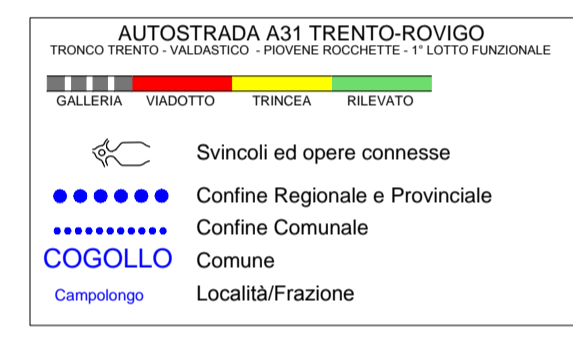 AUTOSTRADA A31 TRENTO-ROVIGO
TRONCO TRENTO - VALDASTICO - PIOVENE ROCCHETTE - 1° LOTTO FUNZIONALE
GALLERIA VIADOTTO TRINCEA RILEVATO
Svincoli ed opere connesse
Confine Regionale e Provinciale
Confine Comunale
COGOLLO Comune
Campolongo Località/Frazione